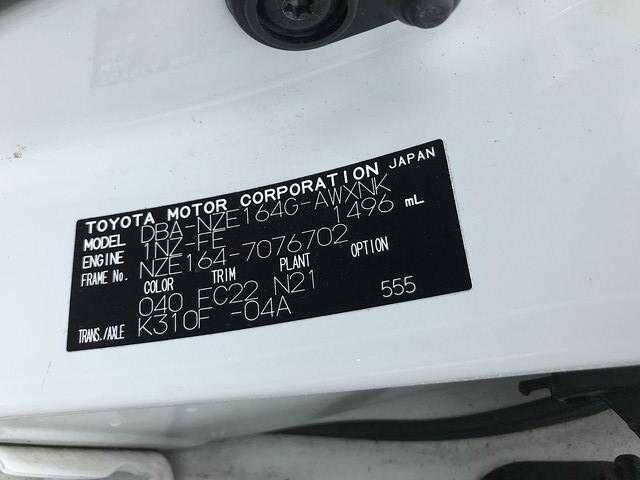 TOYOTA MOTOR CORPORATION JAPAN
MODEL DBA-NZE164G-AWXNK
ENGINE 1NZ-FE 1496 mL
FRAME No. NZE164-7076702
COLOR TRIM PLANT OPTION
040 FC22 N21
TRANS./AXLE K310F -04A 555